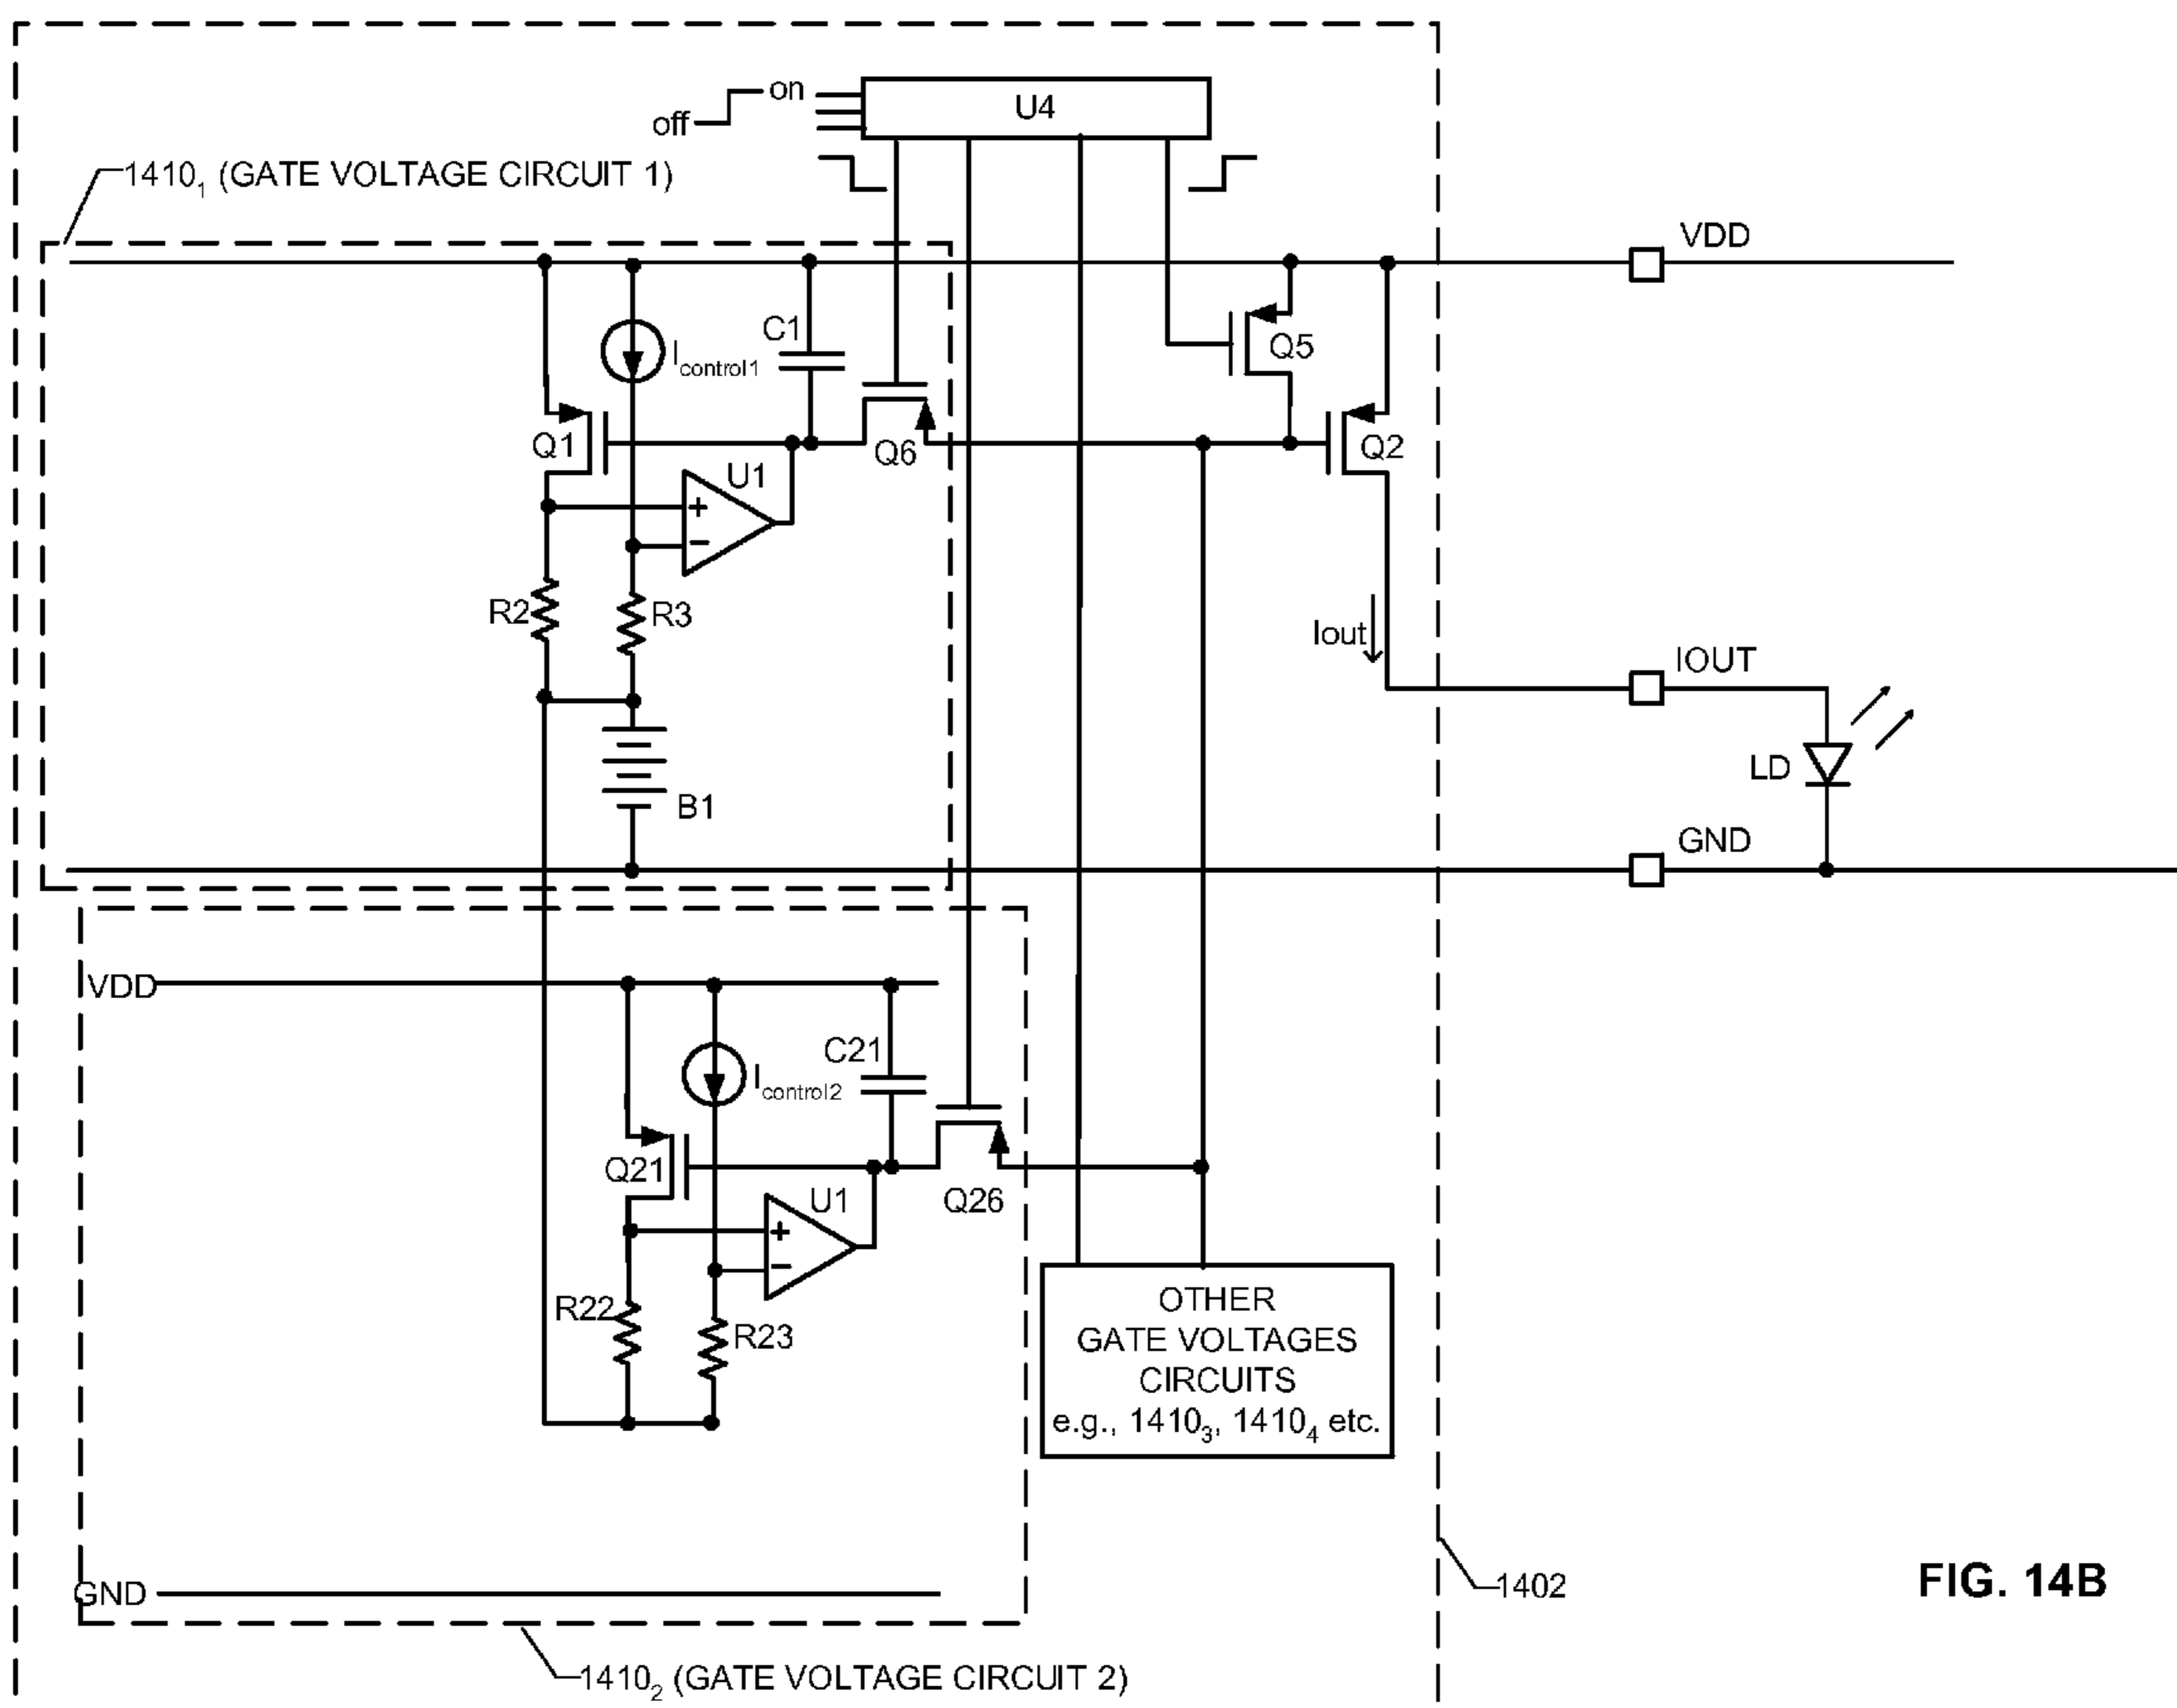 on
off
U4
1410₁ (GATE VOLTAGE CIRCUIT 1)
VDD
C1
Icontrol1
Q5
Q1
Q6
Q2
U1
+
−
R2
R3
Iout
IOUT
LD
B1
GND
VDD
C21
Icontrol2
Q21
U1
Q26
+
−
R22
R23
OTHER
GATE VOLTAGES
CIRCUITS
e.g., 1410₃, 1410₄ etc.
GND
1402
FIG. 14B
1410₂ (GATE VOLTAGE CIRCUIT 2)